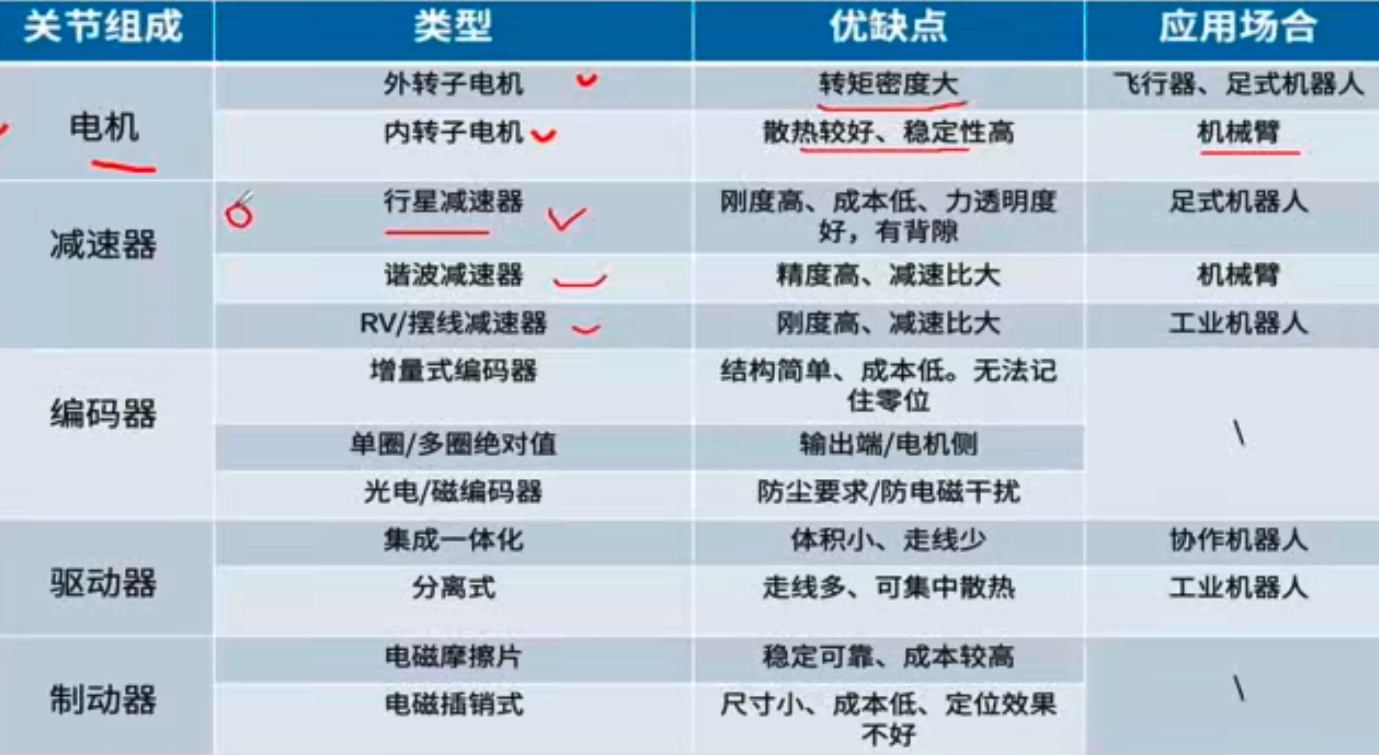 关节组成 类型 优缺点 应用场合
电机
外转子电机 转矩密度大 飞行器、足式机器人
内转子电机 散热较好、稳定性高 机械臂
减速器
行星减速器 刚度高、成本低、力透明度
好，有背隙
足式机器人
谐波减速器 精度高、减速比大 机械臂
RV/摆线减速器 刚度高、减速比大 工业机器人
编码器
增量式编码器 结构简单、成本低。无法记
住零位
\
单圈/多圈绝对值 输出端/电机侧
光电/磁编码器 防尘要求/防电磁干扰
驱动器
集成一体化 体积小、走线少 协作机器人
分离式 走线多、可集中散热 工业机器人
制动器
电磁摩擦片 稳定可靠、成本较高
\
电磁插销式 尺寸小、成本低、定位效果
不好